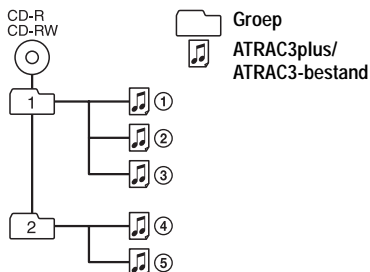 CD-R
CD-RW
Groep
ATRAC3plus/
ATRAC3-bestand
1
①
②
③
2
④
⑤